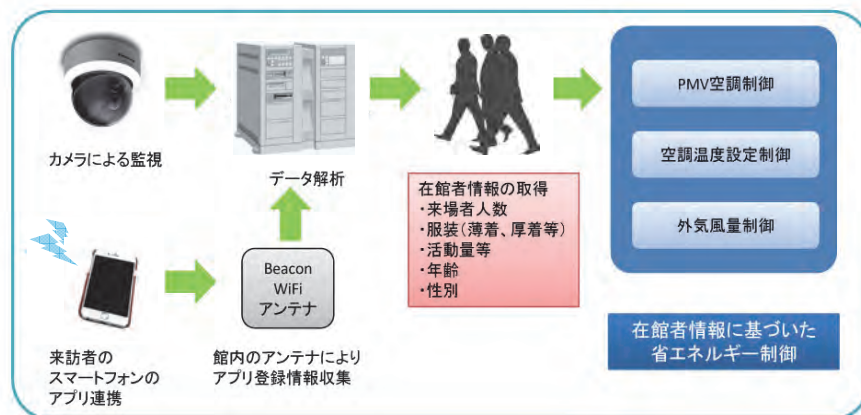 カメラによる監視
データ解析
在館者情報の取得
・来場者人数
・服装(薄着、厚着等)
・活動量等
・年齢
・性別
PMV空調制御
空調温度設定制御
外気風量制御
Beacon
WiFi
アンテナ
来訪者の
スマートフォンの
アプリ連携
館内のアンテナにより
アプリ登録情報収集
在館者情報に基づいた
省エネルギー制御